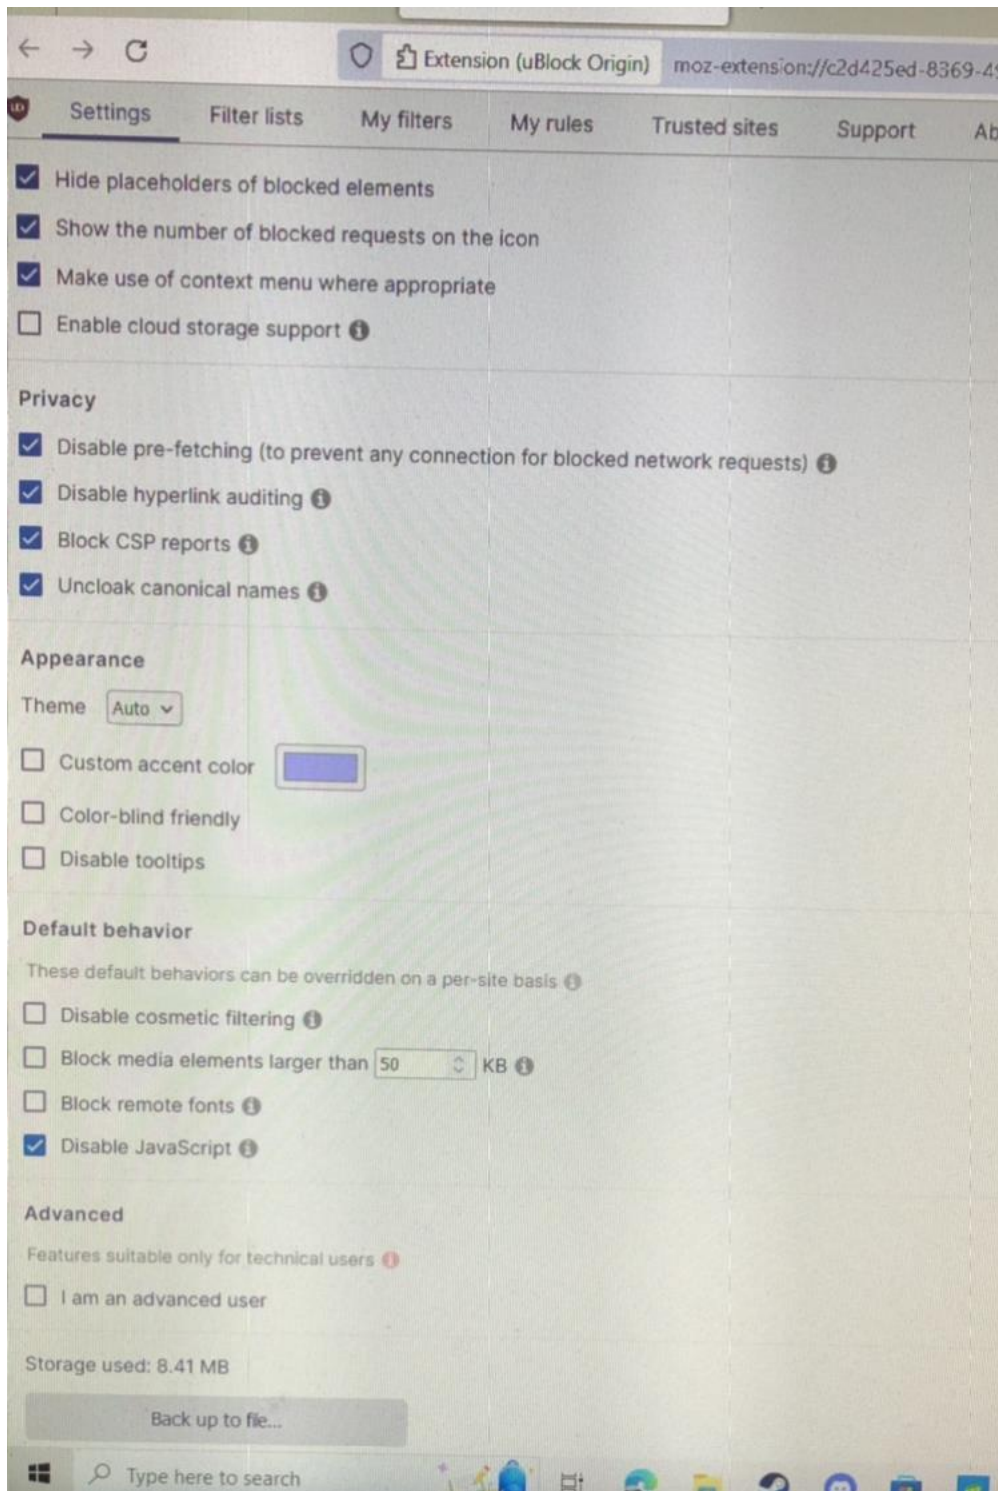 Extension (uBlock Origin) moz-extension://c2d425ed-8369-4
Settings Filter lists My filters My rules Trusted sites Support Ab
Hide placeholders of blocked elements
Show the number of blocked requests on the icon
Make use of context menu where appropriate
Enable cloud storage support
Privacy
Disable pre-fetching (to prevent any connection for blocked network requests)
Disable hyperlink auditing
Block CSP reports
Uncloak canonical names
Appearance
Theme Auto
Custom accent color
Color-blind friendly
Disable tooltips
Default behavior
These default behaviors can be overridden on a per-site basis
Disable cosmetic filtering
Block media elements larger than 50 KB
Block remote fonts
Disable JavaScript
Advanced
Features suitable only for technical users
I am an advanced user
Storage used: 8.41 MB
Back up to file...
Type here to search